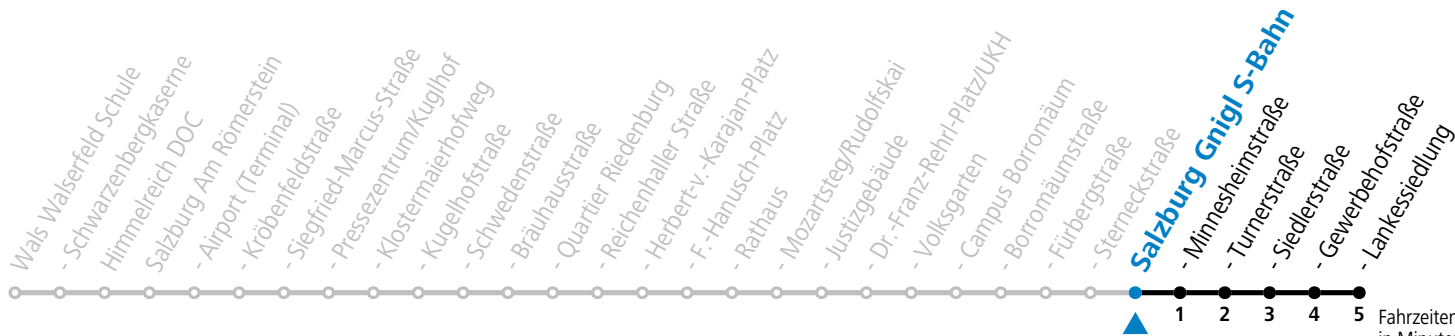 Wals Walserfeld Schule
- Schwarzenbergkaserne
Himmelreich DOC
Salzburg Am Römerstein
- Airport (Terminal)
- Kröbenfeldstraße
- Siegfried-Marcus-Straße
- Pressezentrum/Kuglhof
- Klostermaierhofweg
- Kugelhofstraße
- Schwedenstraße
- Bräuhausstraße
- Quartier Riedenburg
- Reichenhaller Straße
- Herbert-v.-Karajan-Platz
- F.-Hanusch-Platz
- Rathaus
- Mozartsteg/Rudolfskai
- Justizgebäude
- Dr.-Franz-Rehrl-Platz/UKH
- Volksgarten
- Campus Borromäum
- Borromäumstraße
- Fürbergstraße
- Sterneckstraße
Salzburg Gnigl S-Bahn
- Minnesheimstraße
- Turnerstraße
- Siedlerstraße
- Gewerbehofstraße
- Lankessiedlung
1 2 3 4 5
Fahrzeiten
in Minuten